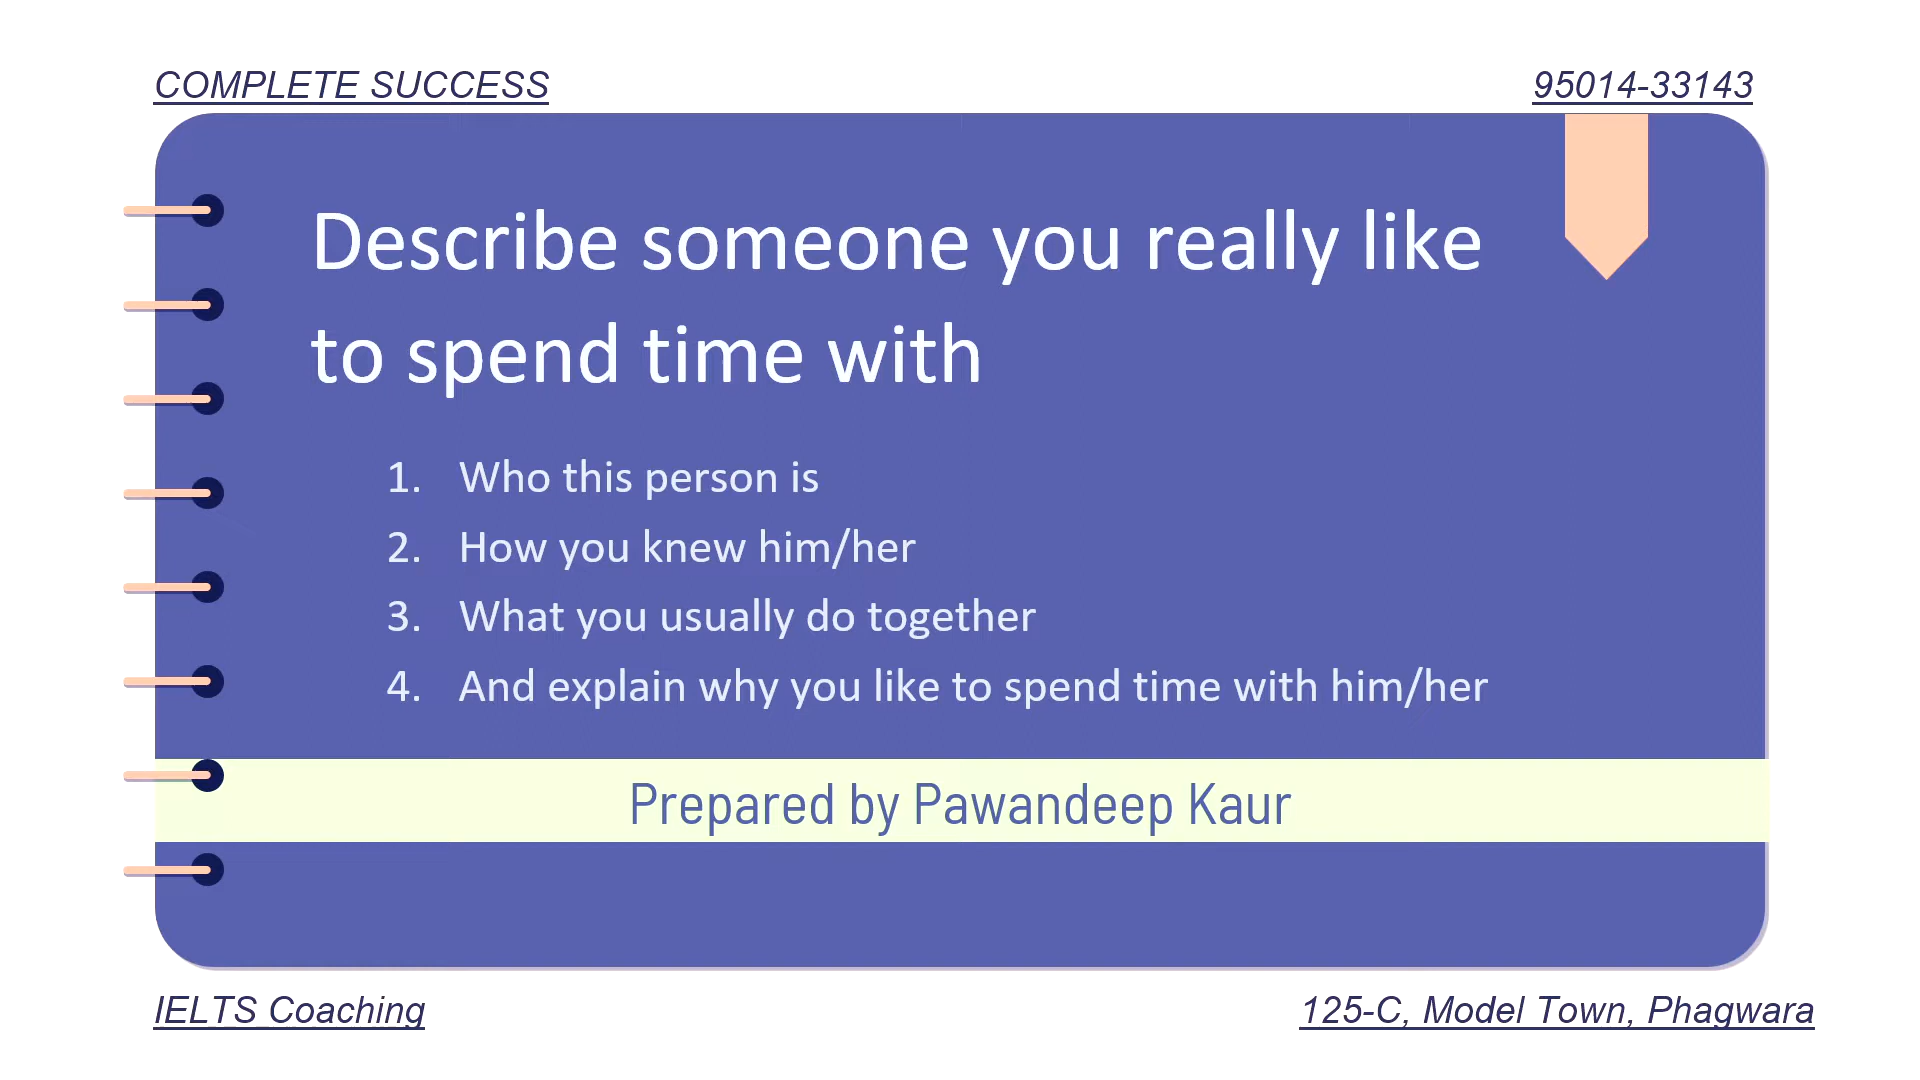 COMPLETE SUCCESS
95014-33143
Describe someone you really like
to spend time with
1. Who this person is
2. How you knew him/her
3. What you usually do together
4. And explain why you like to spend time with him/her
Prepared by Pawandeep Kaur
IELTS Coaching
125-C, Model Town, Phagwara